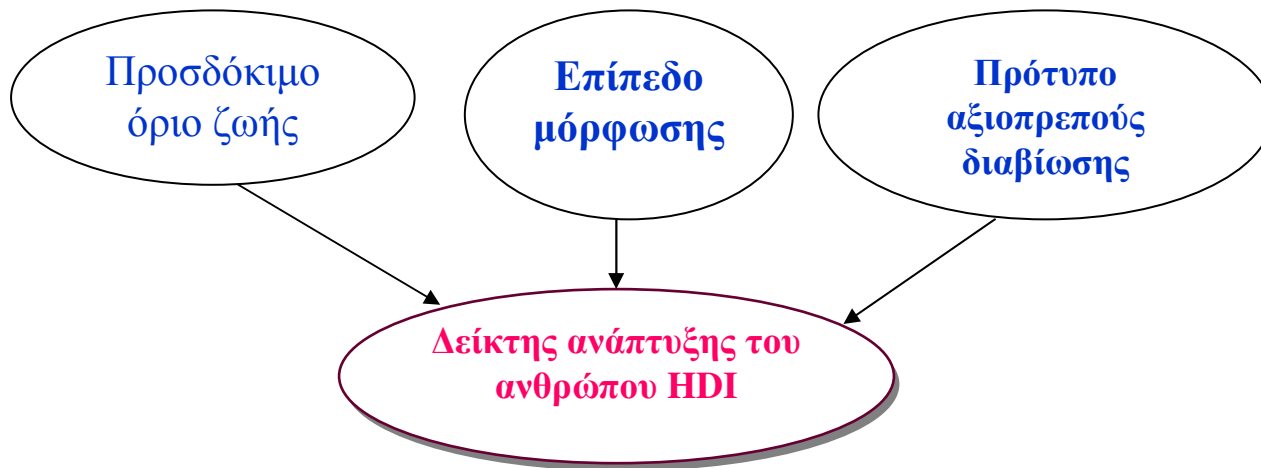 Προσδόκιμο
όριο ζωής
Επίπεδο
μόρφωσης
Πρότυπο
αξιοπρεπούς
διαβίωσης
Δείκτης ανάπτυξης του
ανθρώπου HDI